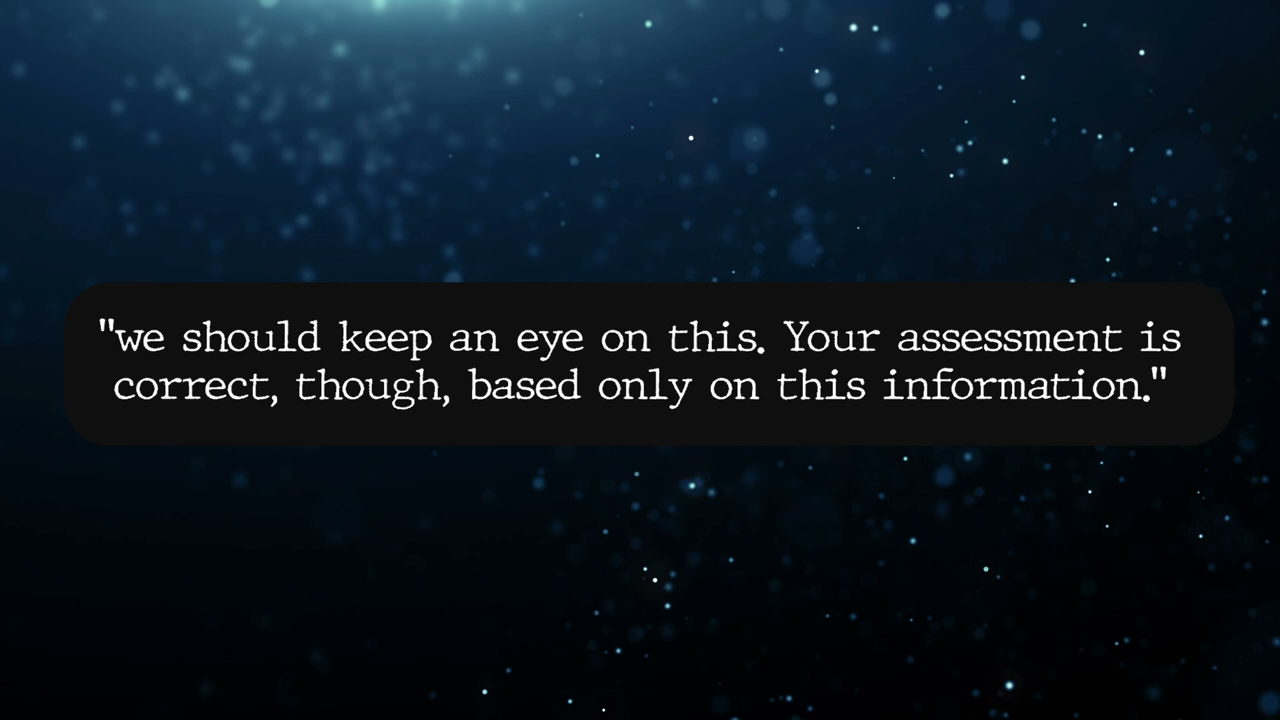 "we should keep an eye on this. Your assessment is
correct, though, based only on this information."